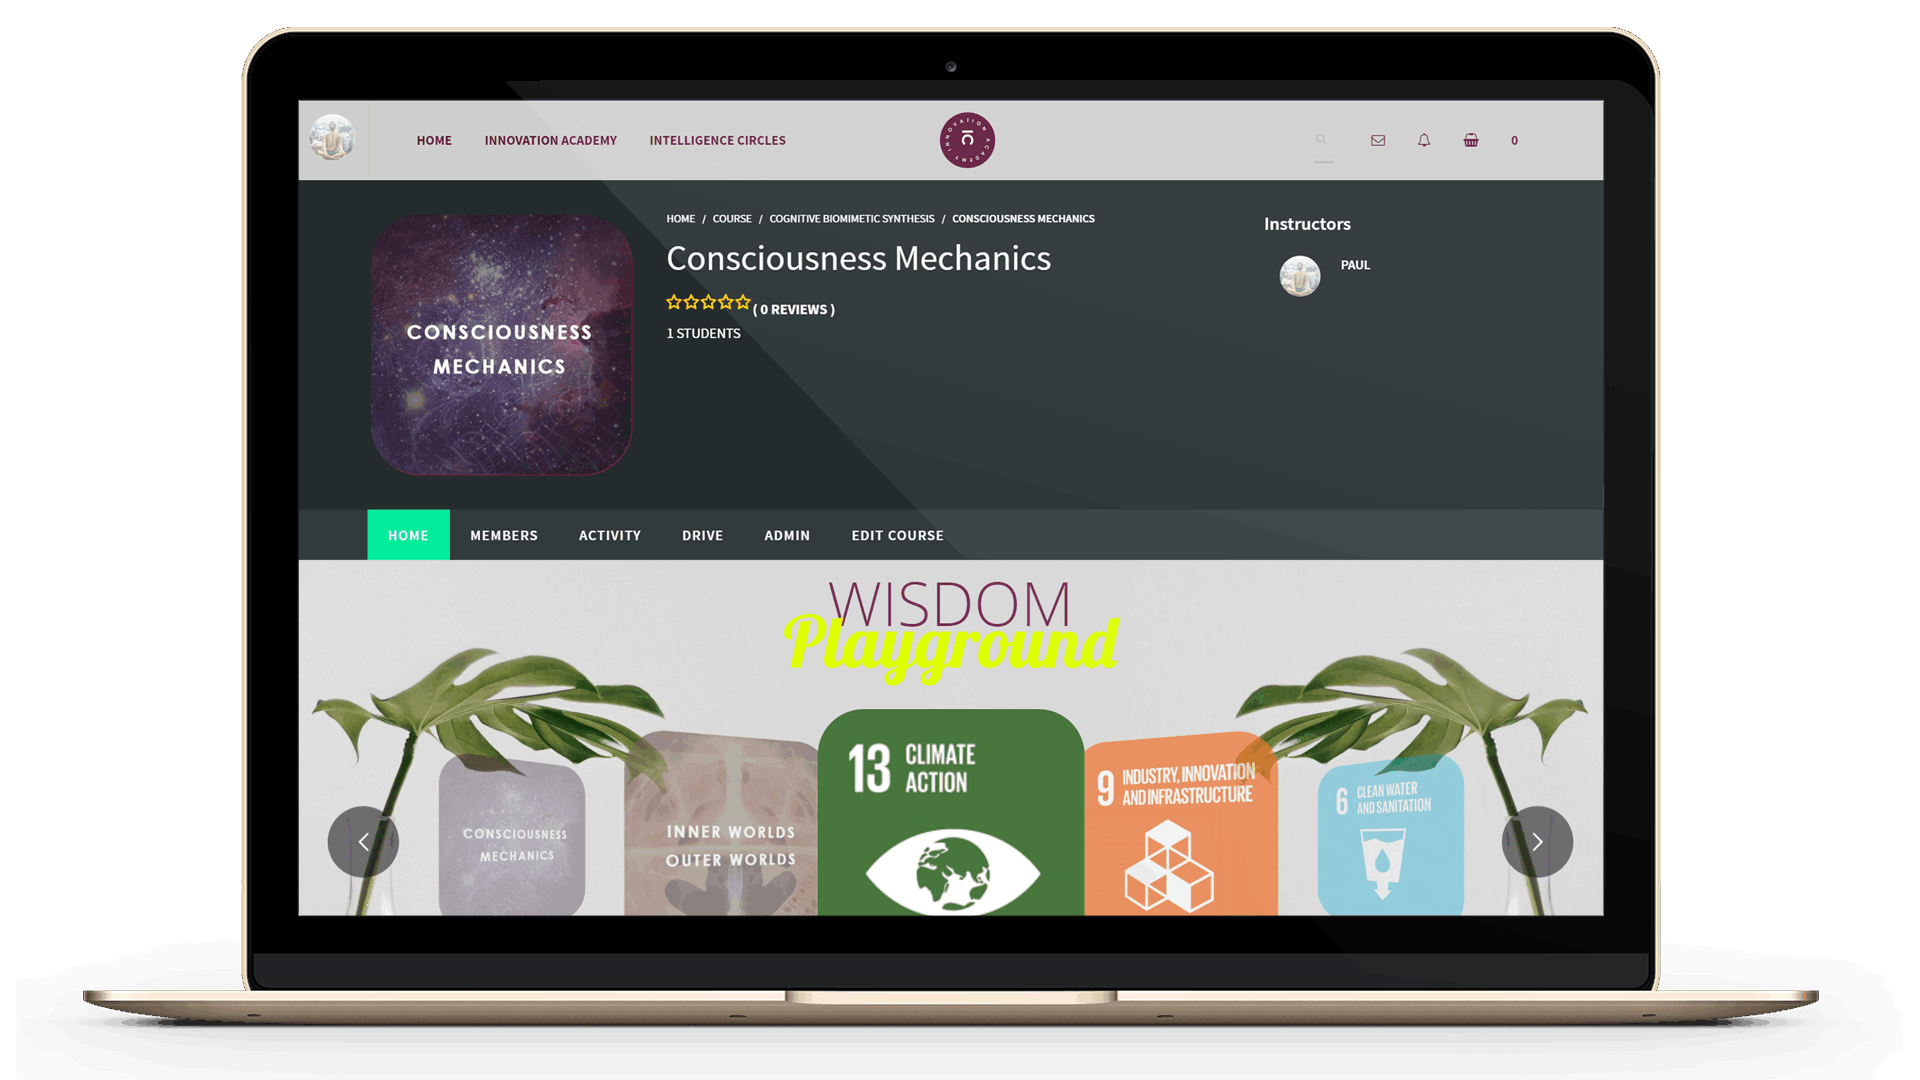 HOME INNOVATION ACADEMY INTELLIGENCE CIRCLES
INNOVATION ACADEMY
IC
0
HOME / COURSE / COGNITIVE BIOMIMETIC SYNTHESIS / CONSCIOUSNESS MECHANICS
Consciousness Mechanics
( 0 REVIEWS )
1 STUDENTS
Instructors
PAUL
CONSCIOUSNESS
MECHANICS
HOME MEMBERS ACTIVITY DRIVE ADMIN EDIT COURSE
WISDOM
Playground
CONSCIOUSNESS
MECHANICS
INNER WORLDS
OUTER WORLDS
13 CLIMATE
ACTION
9 INDUSTRY, INNOVATION
AND INFRASTRUCTURE
6 CLEAN WATER
AND SANITATION